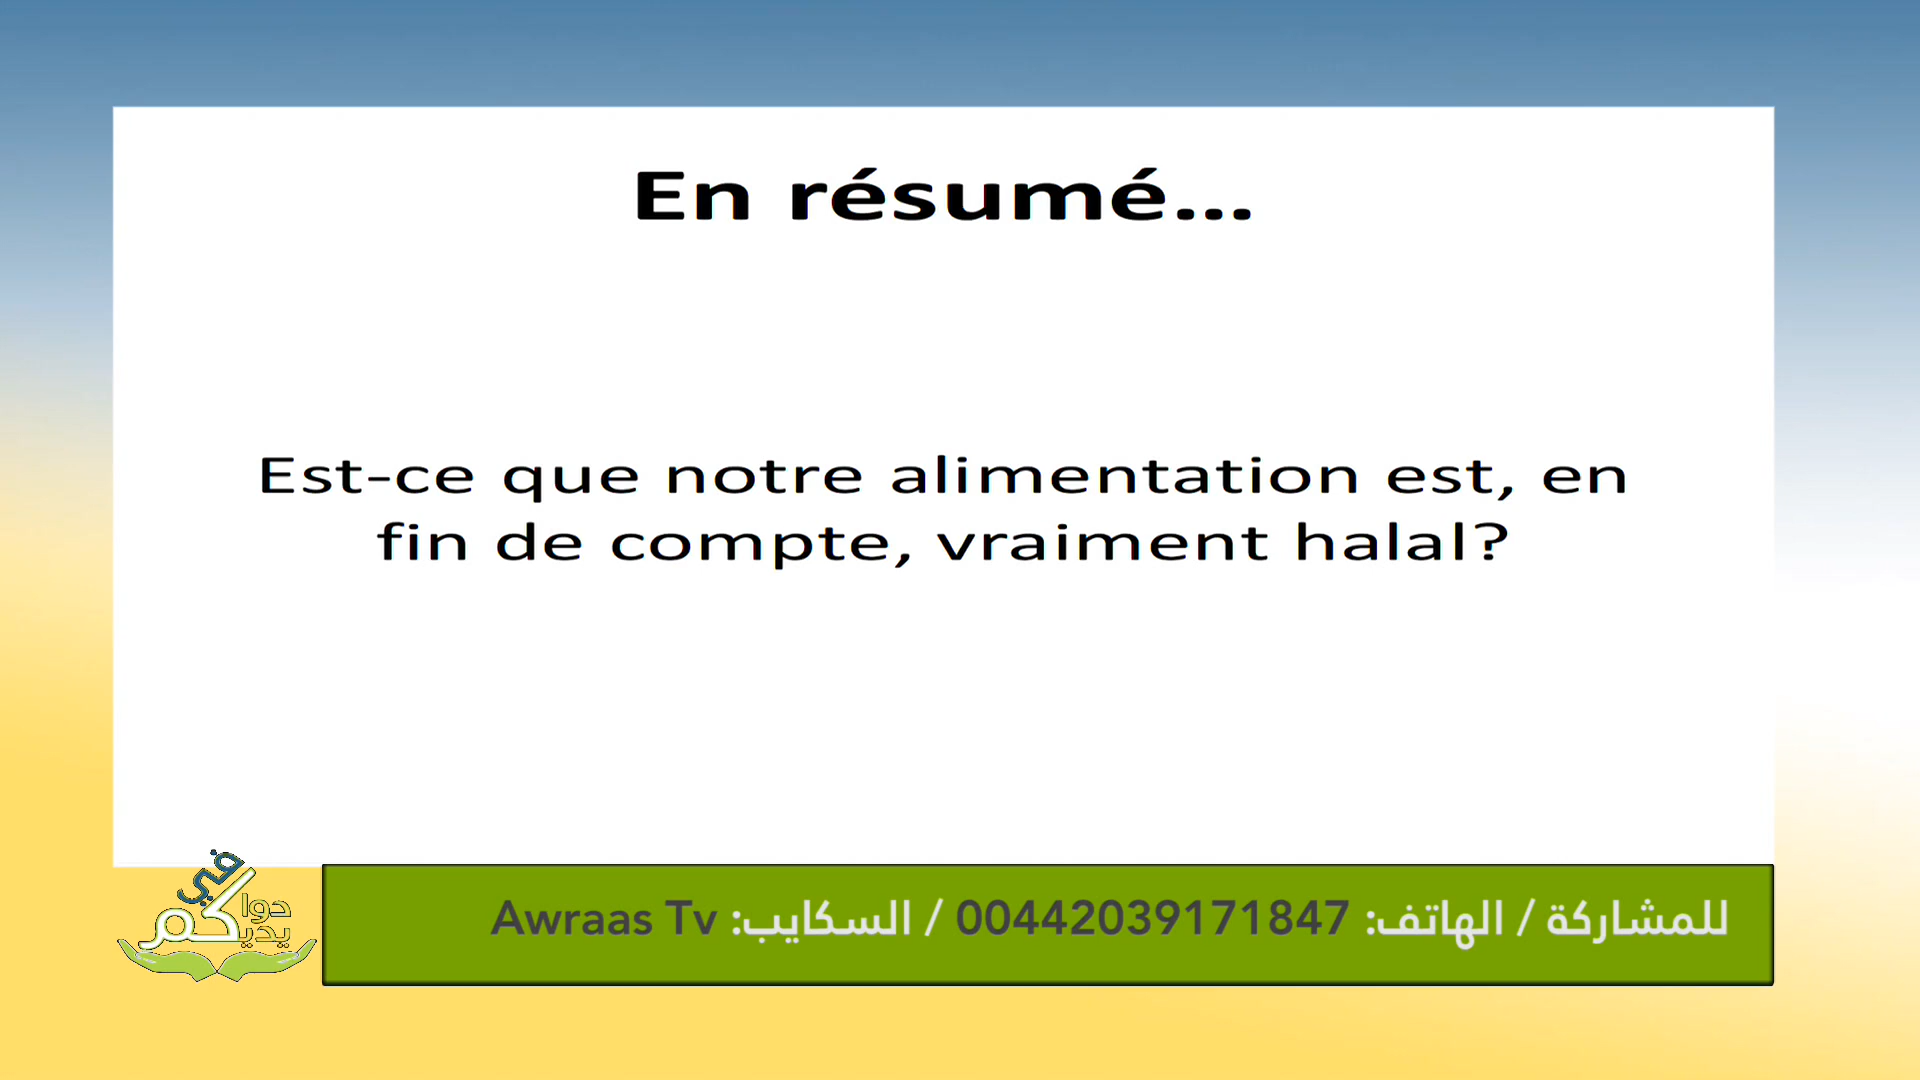 En résumé...
Est-ce que notre alimentation est, en
fin de compte, vraiment halal?
دوا
في
يديكم
للمشاركة / الهاتف: 00442039171847 / السكايب: Awraas Tv